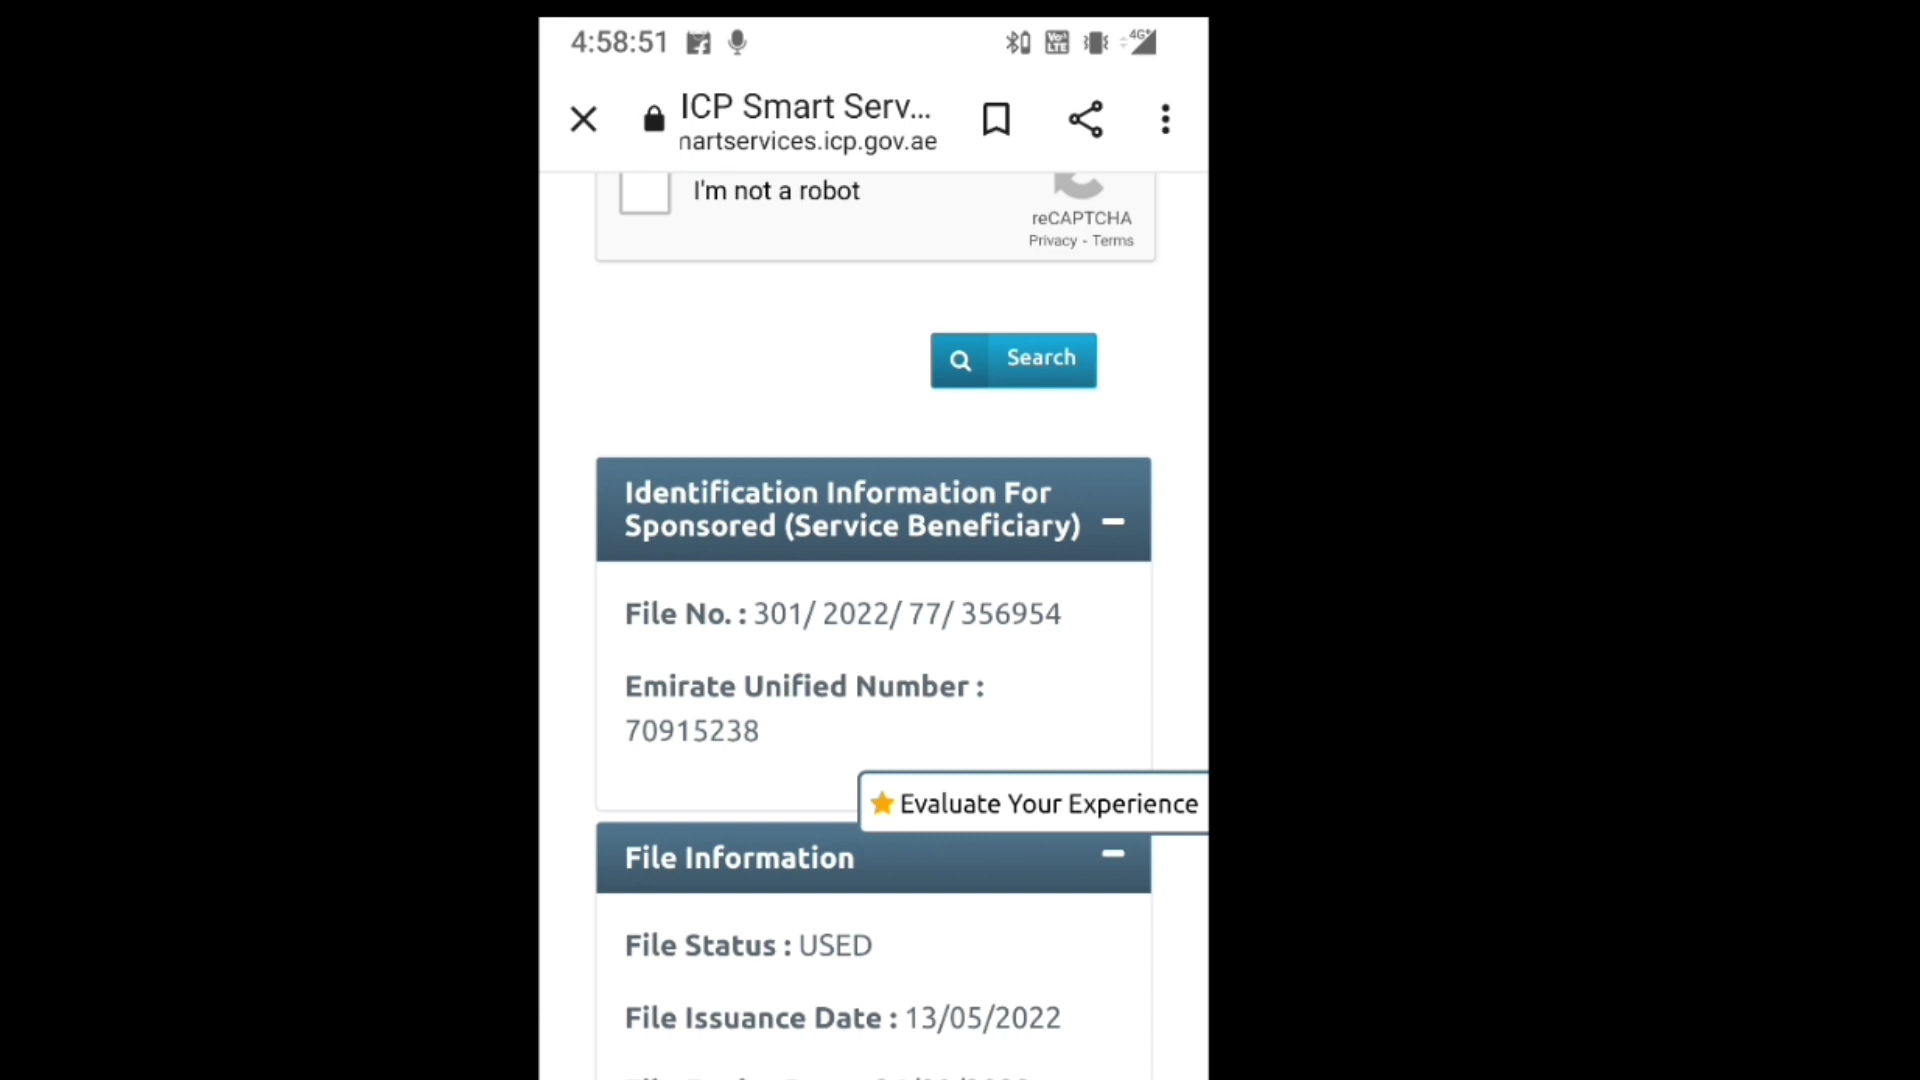 4:58:51
4G+
ICP Smart Serv...
nartservices.icp.gov.ae
I'm not a robot
reCAPTCHA
Privacy - Terms
Search
Identification Information For
Sponsored (Service Beneficiary)
File No. : 301/ 2022/ 77/ 356954
Emirate Unified Number :
70915238
Evaluate Your Experience
File Information
File Status : USED
File Issuance Date : 13/05/2022